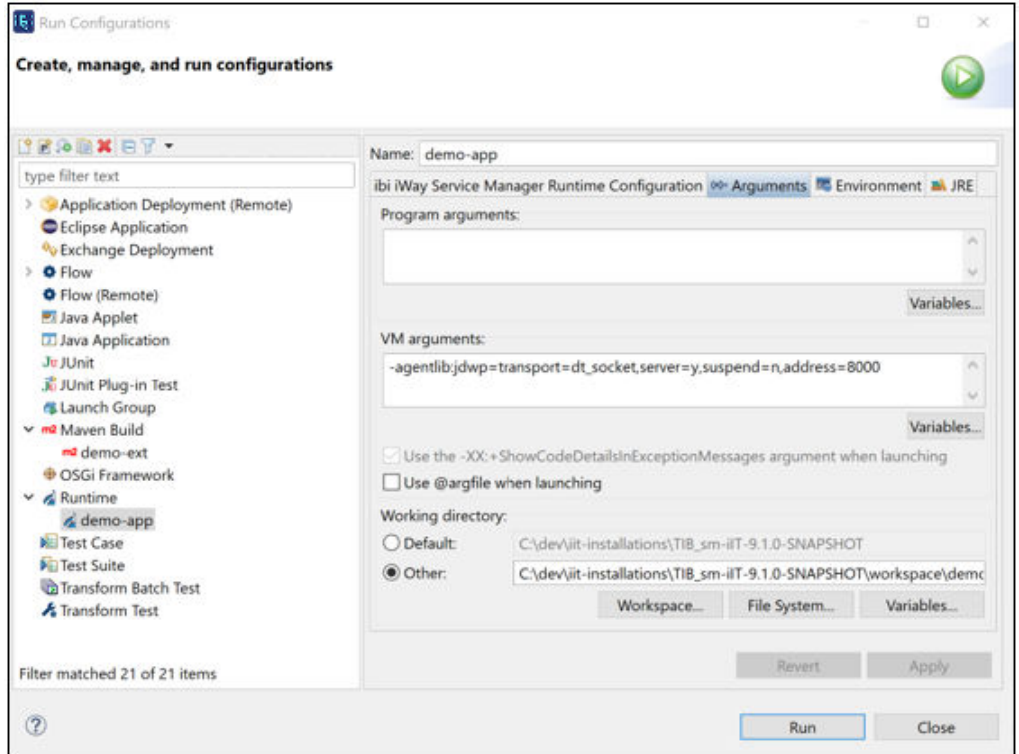 Run Configurations
Create, manage, and run configurations
type filter text
Application Deployment (Remote)
Eclipse Application
Exchange Deployment
Flow
Flow (Remote)
Java Applet
Java Application
JUnit
JUnit Plug-in Test
Launch Group
Maven Build
demo-ext
OSGi Framework
Runtime
demo-app
Test Case
Test Suite
Transform Batch Test
Transform Test
Filter matched 21 of 21 items
Name: demo-app
ibi iWay Service Manager Runtime Configuration Arguments Environment JRE
Program arguments:
Variables...
VM arguments:
-agentlib:jdwp=transport=dt_socket,server=y,suspend=n,address=8000
Variables...
Use the -XX:+ShowCodeDetailsInExceptionMessages argument when launching
Use @argfile when launching
Working directory:
Default: C:\dev\iit-installations\TIB_sm-iIT-9.1.0-SNAPSHOT
Other: C:\dev\iit-installations\TIB_sm-iIT-9.1.0-SNAPSHOT\workspace\demo
Workspace... File System... Variables...
Revert Apply
Run Close